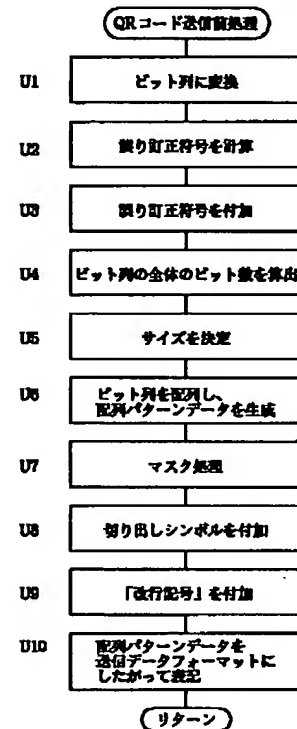 QRコード送信前処理
U1 ビット列に変換
U2 誤り訂正符号を計算
U3 誤り訂正符号を付加
U4 ビット列の全体のビット数を算出
U5 サイズを決定
U6 ビット列を配列し、
配列パターンデータを生成
U7 マスク処理
U8 切り出しシンボルを付加
U9 「改行記号」を付加
U10 配列パターンデータを
送信データフォーマットに
したがって表記
リターン